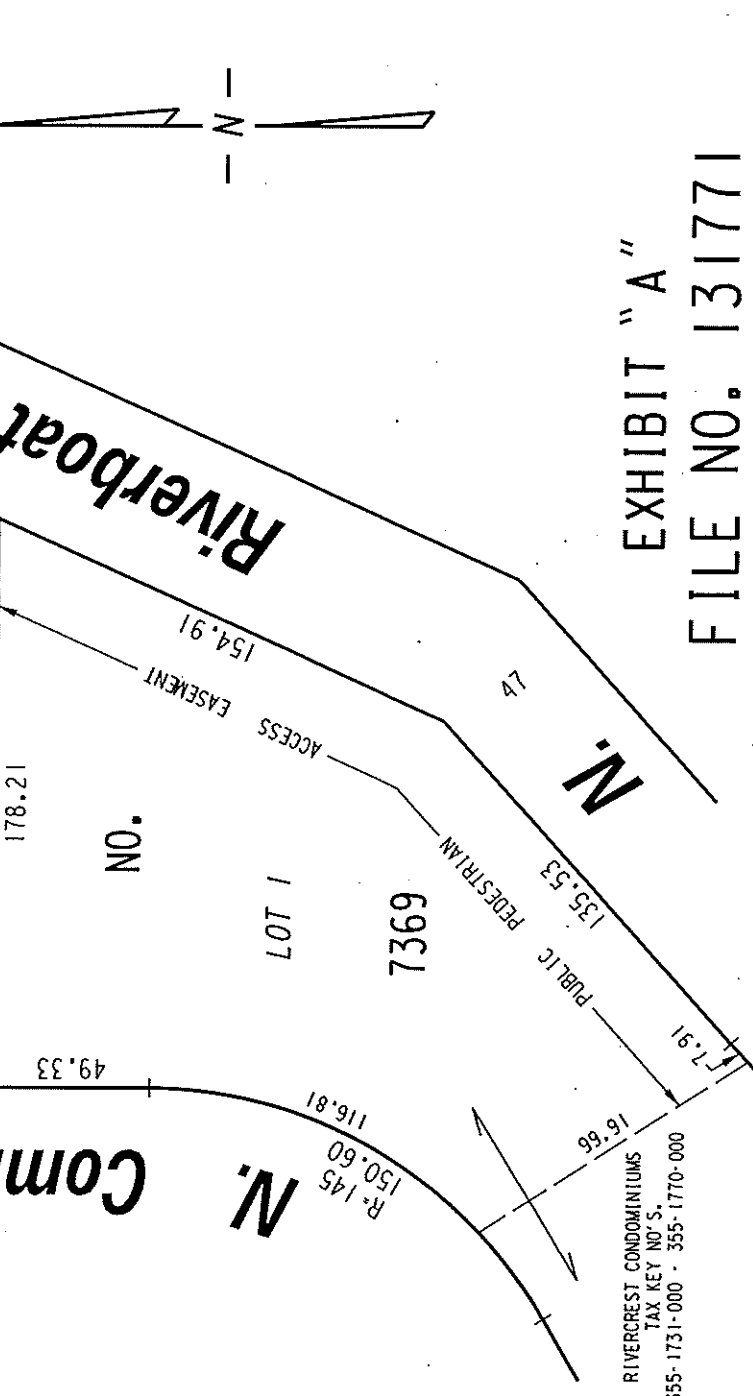 - N -
EXHIBIT "A"
FILE NO. 131771
N. Riverboat
47
154.91
135.53
7.91
PUBLIC PEDESTRIAN ACCESS EASEMENT
178.21
NO.
LOT 1
7369
49.33
116.81
150.60
R=145
N. Com
99.91
RIVERCREST CONDOMINIUMS
TAX KEY NO'S.
355-1731-000 - 355-1770-000